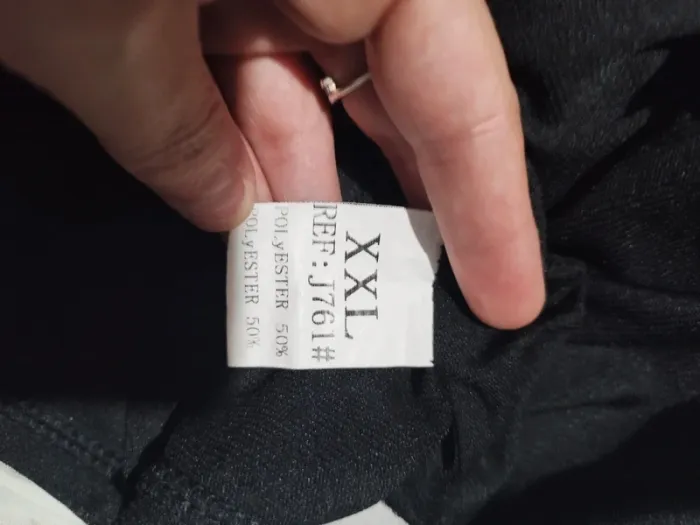 XXL
REF:J761#
POLyESTER 50%
POLyESTER 50%